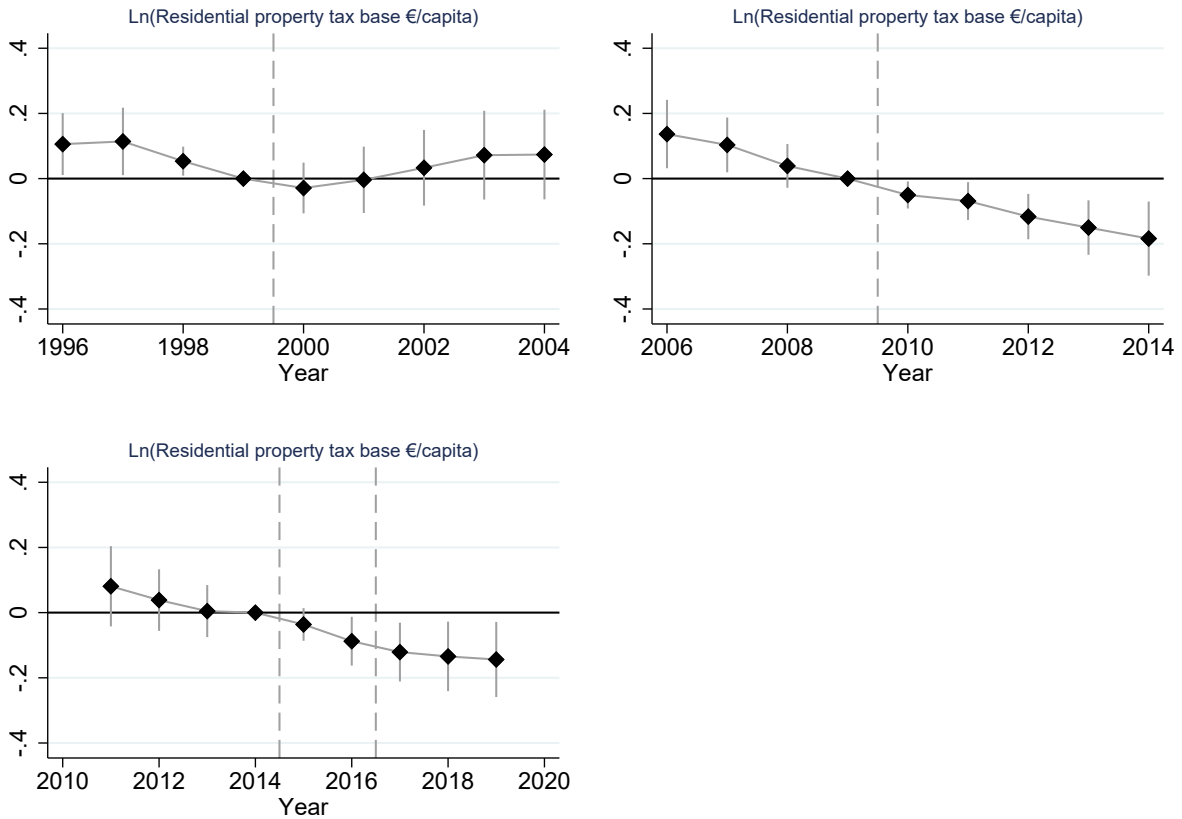 Ln(Residential property tax base €/capita)
.4
.2
0
-.2
-.4
1996 1998 2000 2002 2004
Year
Ln(Residential property tax base €/capita)
.4
.2
0
-.2
-.4
2006 2008 2010 2012 2014
Year
Ln(Residential property tax base €/capita)
.4
.2
0
-.2
-.4
2010 2012 2014 2016 2018 2020
Year